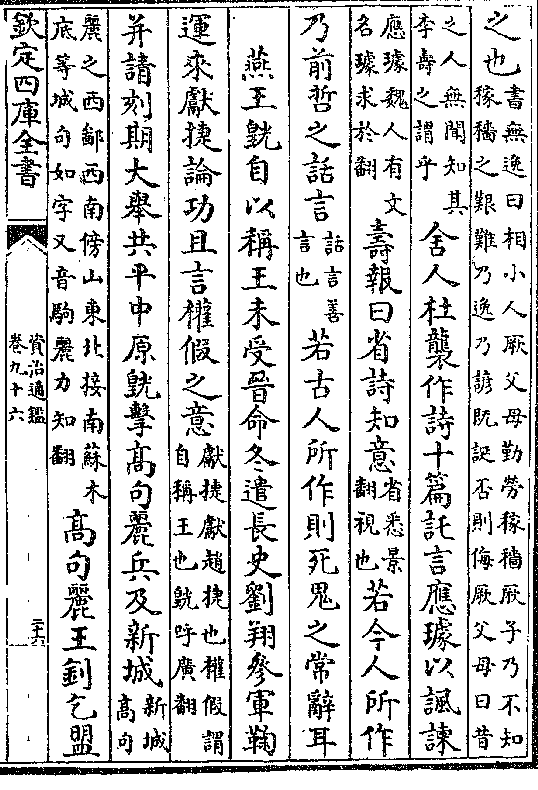 之也書無逸曰相小人厥父母勤勞稼穡厥子乃不知
稼穡之艱難乃逸乃諺既誕否則侮厥父母曰昔
之人無聞知其
李壽之謂乎
舍人杜襲作詩十篇託言應璩以諷諫
應璩魏人有文
名璩求於翻
壽報曰省詩知意省悉景
翻視也
若今人所作
乃前哲之話言話言善
言也
若古人所作則死鬼之常辭耳
燕王皝自以稱王未受晉命冬遣長史劉翔參軍鞠
運來獻捷論功且言權假之意獻捷獻趙捷也權假謂
自稱王也皝呼廣翻
并請刻期大舉共平中原皝擊高句麗兵及新城新城
高句
麗之西鄙西南傍山東北接南蘇木
底等城句如字又音駒麗力知翻
高句麗王釗乞盟
欽定四庫全書
資治通鑑
卷九十六
二十六